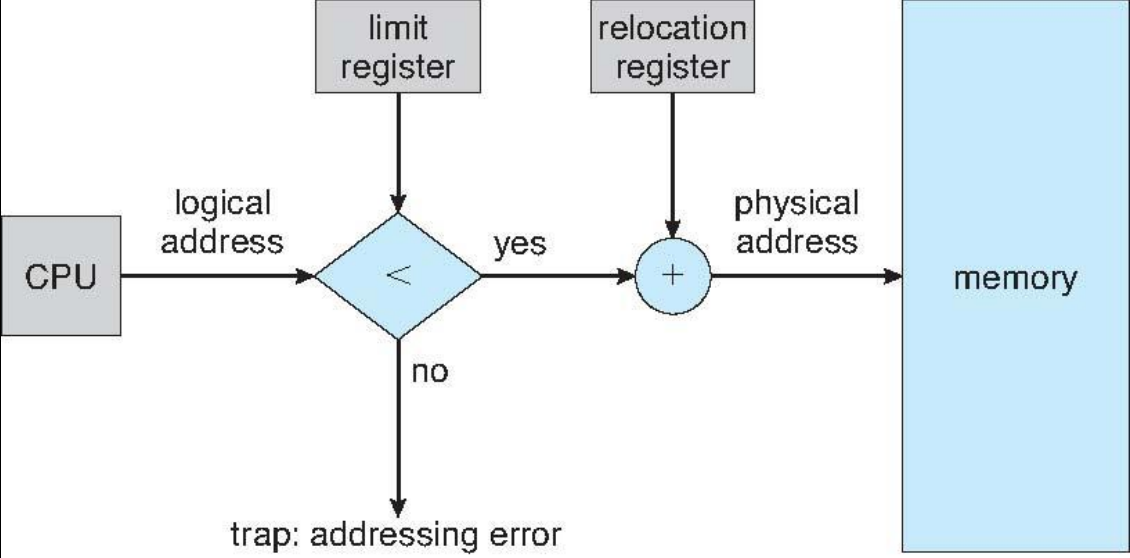 limit
register
relocation
register
logical
address
physical
address
CPU
<
yes
+
memory
no
trap: addressing error